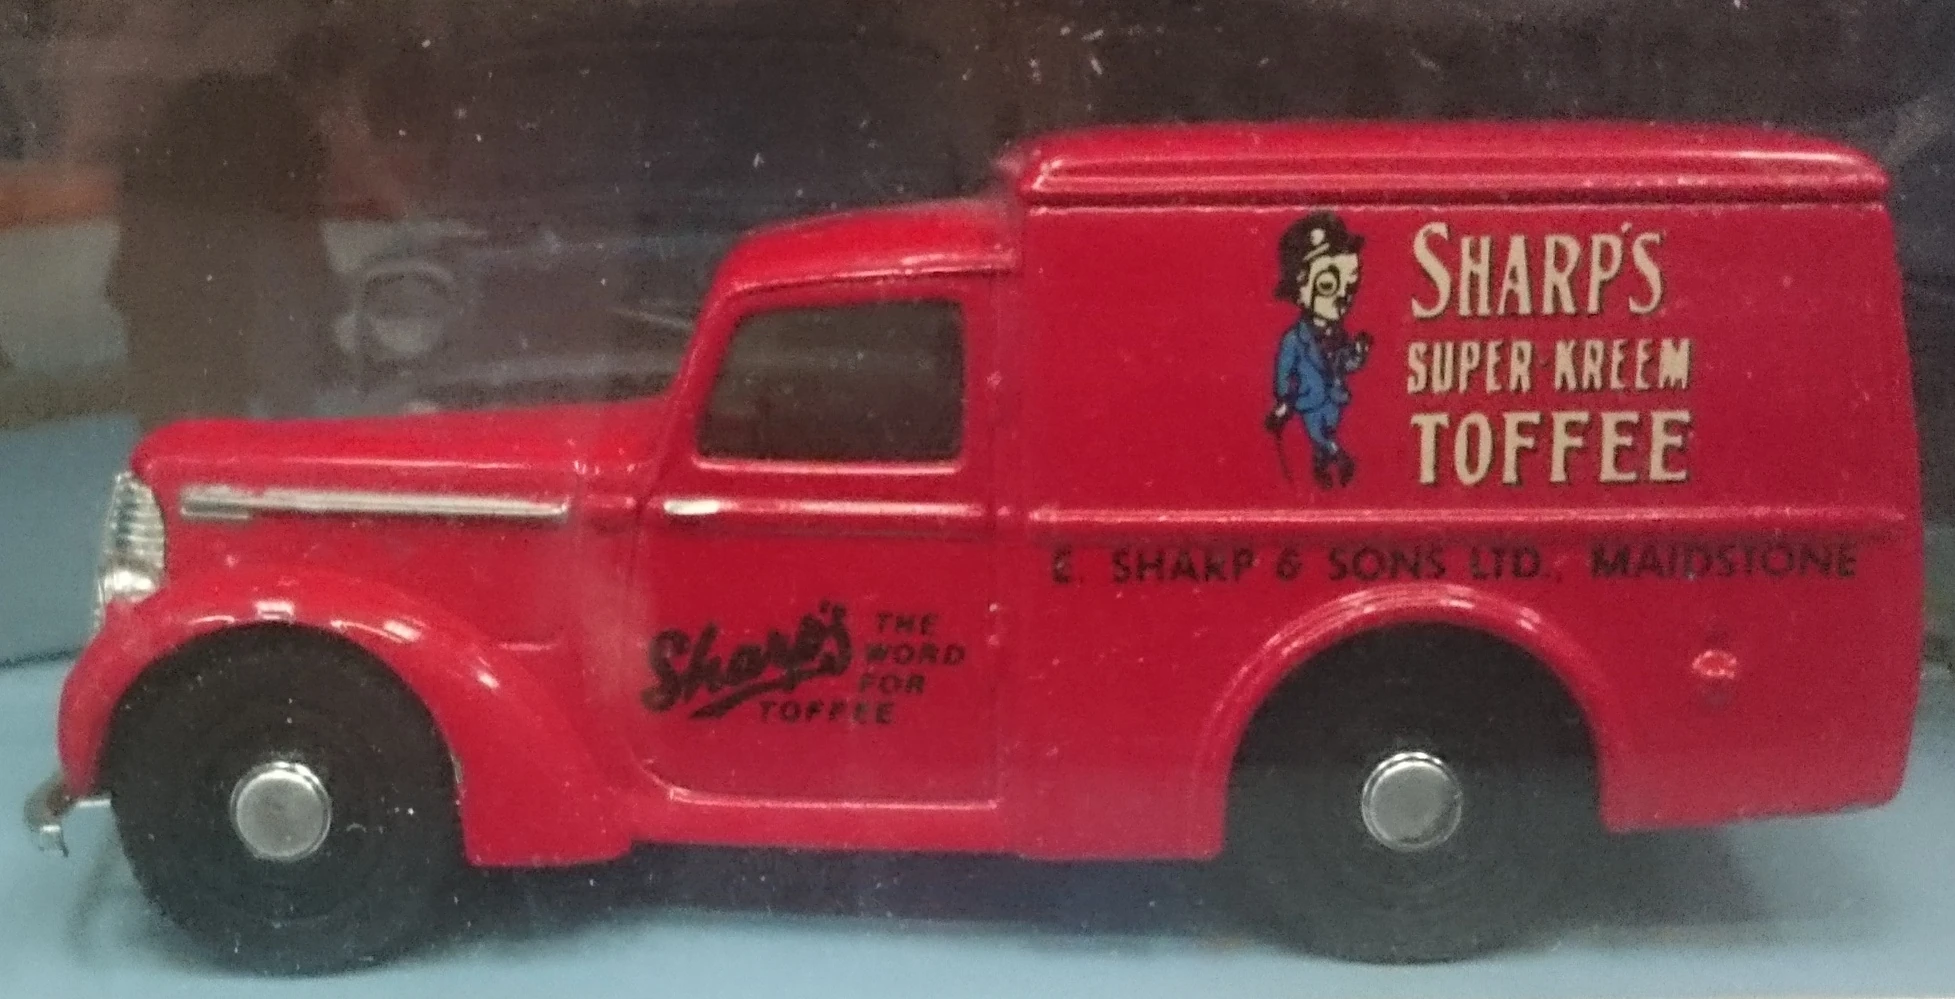 SHARP'S
SUPER-KREEM
TOFFEE
E. SHARP & SONS LTD., MAIDSTONE
Sharp's
THE
WORD
FOR
TOFFEE